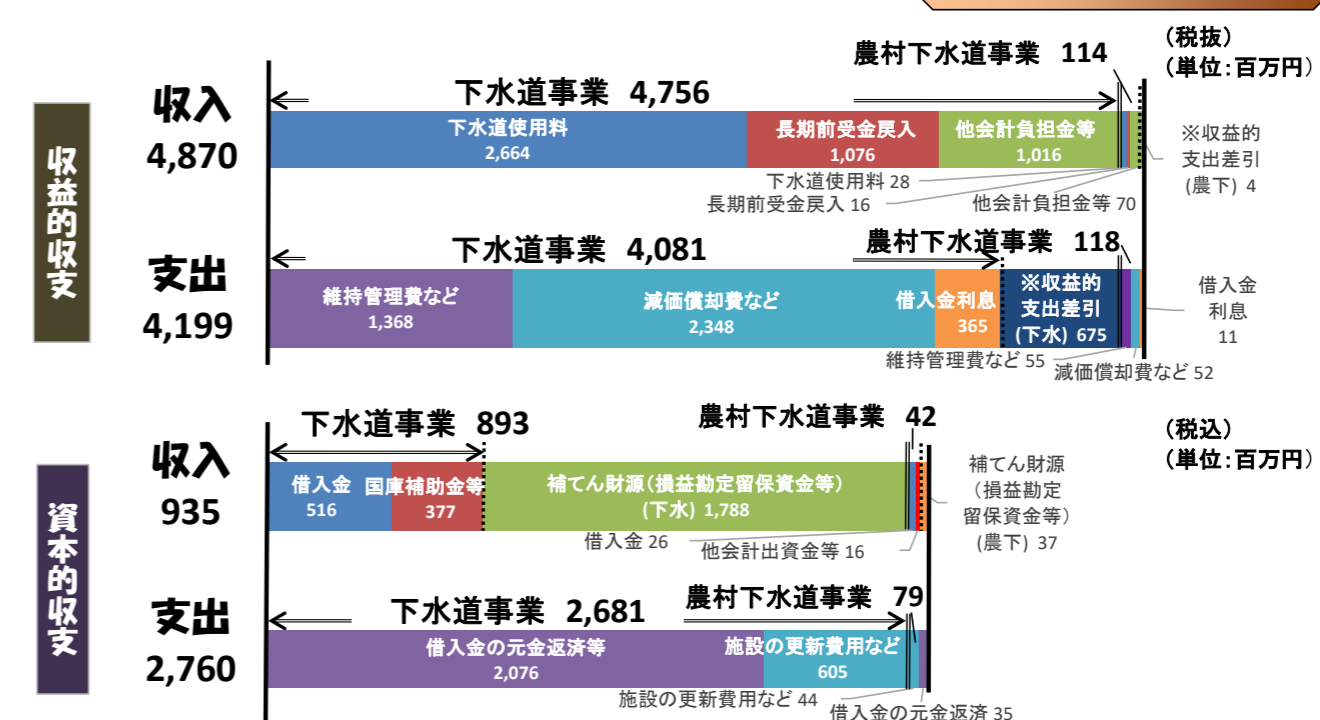 (税抜)
(単位:百万円)
収益的収支
収入
4,870
下水道事業 4,756
農村下水道事業 114
下水道使用料
2,664
長期前受金戻入
1,076
他会計負担金等
1,016
下水道使用料 28
長期前受金戻入 16
他会計負担金等 70
※収益的
支出差引
(農下) 4
支出
4,199
下水道事業 4,081
農村下水道事業 118
維持管理費など
1,368
減価償却費など
2,348
借入金利息
365
※収益的
支出差引
(下水) 675
維持管理費など 55
減価償却費など 52
借入金
利息
11
(税込)
(単位:百万円)
資本的収支
収入
935
下水道事業 893
農村下水道事業 42
借入金
516
国庫補助金等
377
補てん財源(損益勘定留保資金等)
(下水) 1,788
借入金 26
他会計出資金等 16
補てん財源
(損益勘定
留保資金等)
(農下) 37
支出
2,760
下水道事業 2,681
農村下水道事業 79
借入金の元金返済等
2,076
施設の更新費用など
605
施設の更新費用など 44
借入金の元金返済 35